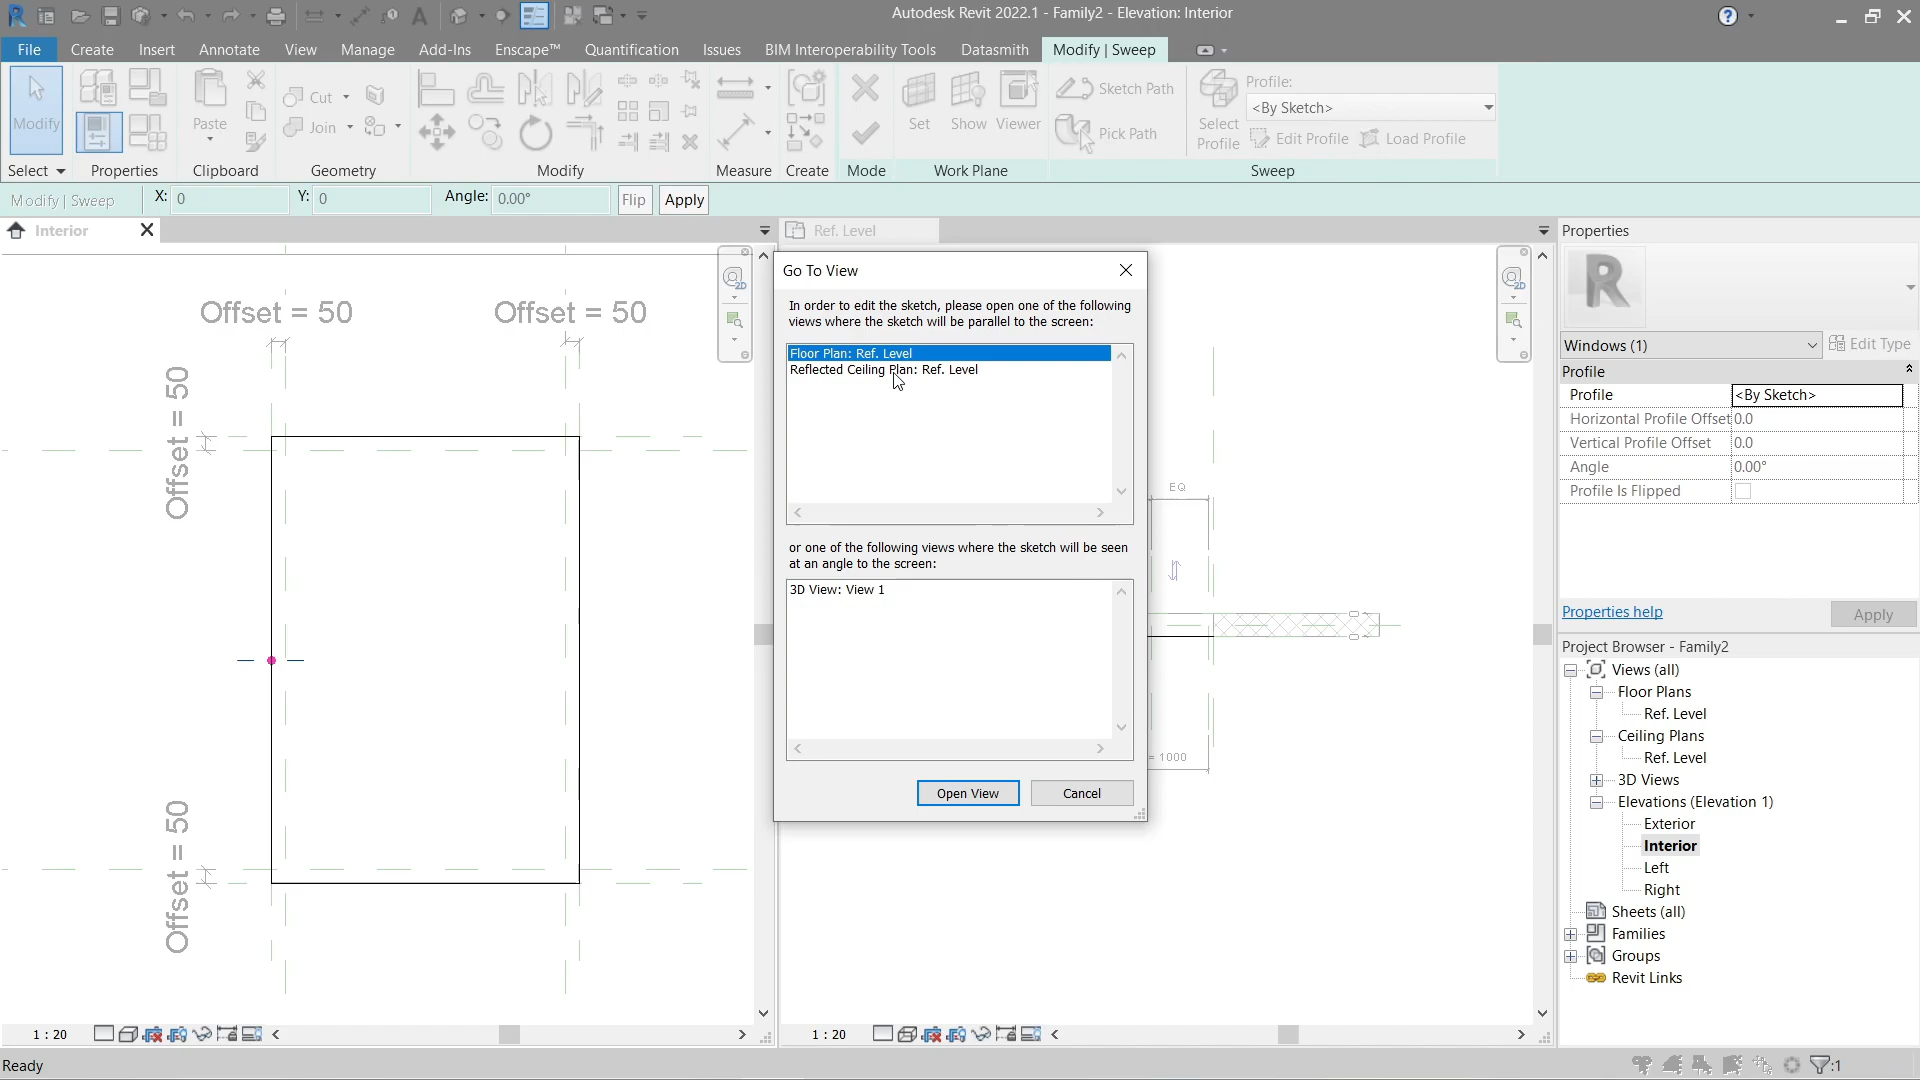 Autodesk Revit 2022.1 - Family2 - Elevation: Interior
File Create Insert Annotate View Manage Add-Ins Enscape™ Quantification Issues BIM Interoperability Tools Datasmith Modify | Sweep
Modify
Paste
Cut
Join
Set Show Viewer
Sketch Path
Pick Path
Select Profile
Profile:
<By Sketch>
Edit Profile Load Profile
Select Properties Clipboard Geometry Modify Measure Create Mode Work Plane Sweep
Modify | Sweep X: 0 Y: 0 Angle: 0.00° Flip Apply
Interior
Ref. Level
Offset = 50 Offset = 50
Offset = 50
Offset = 50
2D
1 : 20
Go To View
In order to edit the sketch, please open one of the following
views where the sketch will be parallel to the screen:
Floor Plan: Ref. Level
Reflected Ceiling Plan: Ref. Level
or one of the following views where the sketch will be seen
at an angle to the screen:
3D View: View 1
Open View Cancel
EQ
= 1000
2D
1 : 20
Properties
R
Windows (1) Edit Type
Profile
Profile <By Sketch>
Horizontal Profile Offset 0.0
Vertical Profile Offset 0.0
Angle 0.00°
Profile Is Flipped
Properties help Apply
Project Browser - Family2
Views (all)
Floor Plans
Ref. Level
Ceiling Plans
Ref. Level
3D Views
Elevations (Elevation 1)
Exterior
Interior
Left
Right
Sheets (all)
Families
Groups
Revit Links
Ready
:1